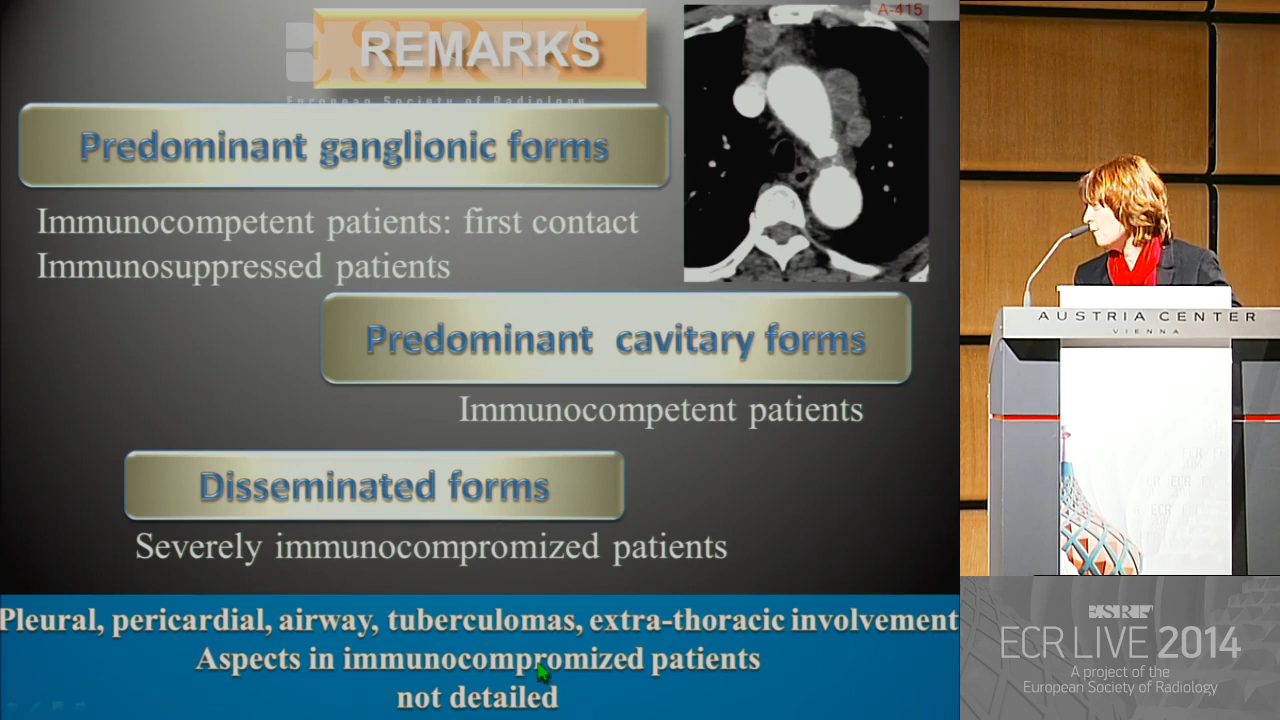 REMARKS
A-415
ESR
European Society of Radiology
Predominant ganglionic forms
Immunocompetent patients: first contact
Immunosuppressed patients
Predominant cavitary forms
Immunocompetent patients
Disseminated forms
Severely immunocompromized patients
Pleural, pericardial, airway, tuberculomas, extra-thoracic involvement
Aspects in immunocompromized patients
not detailed
AUSTRIA CENTER
VIENNA
ESR
ECR LIVE 2014
A project of the
European Society of Radiology